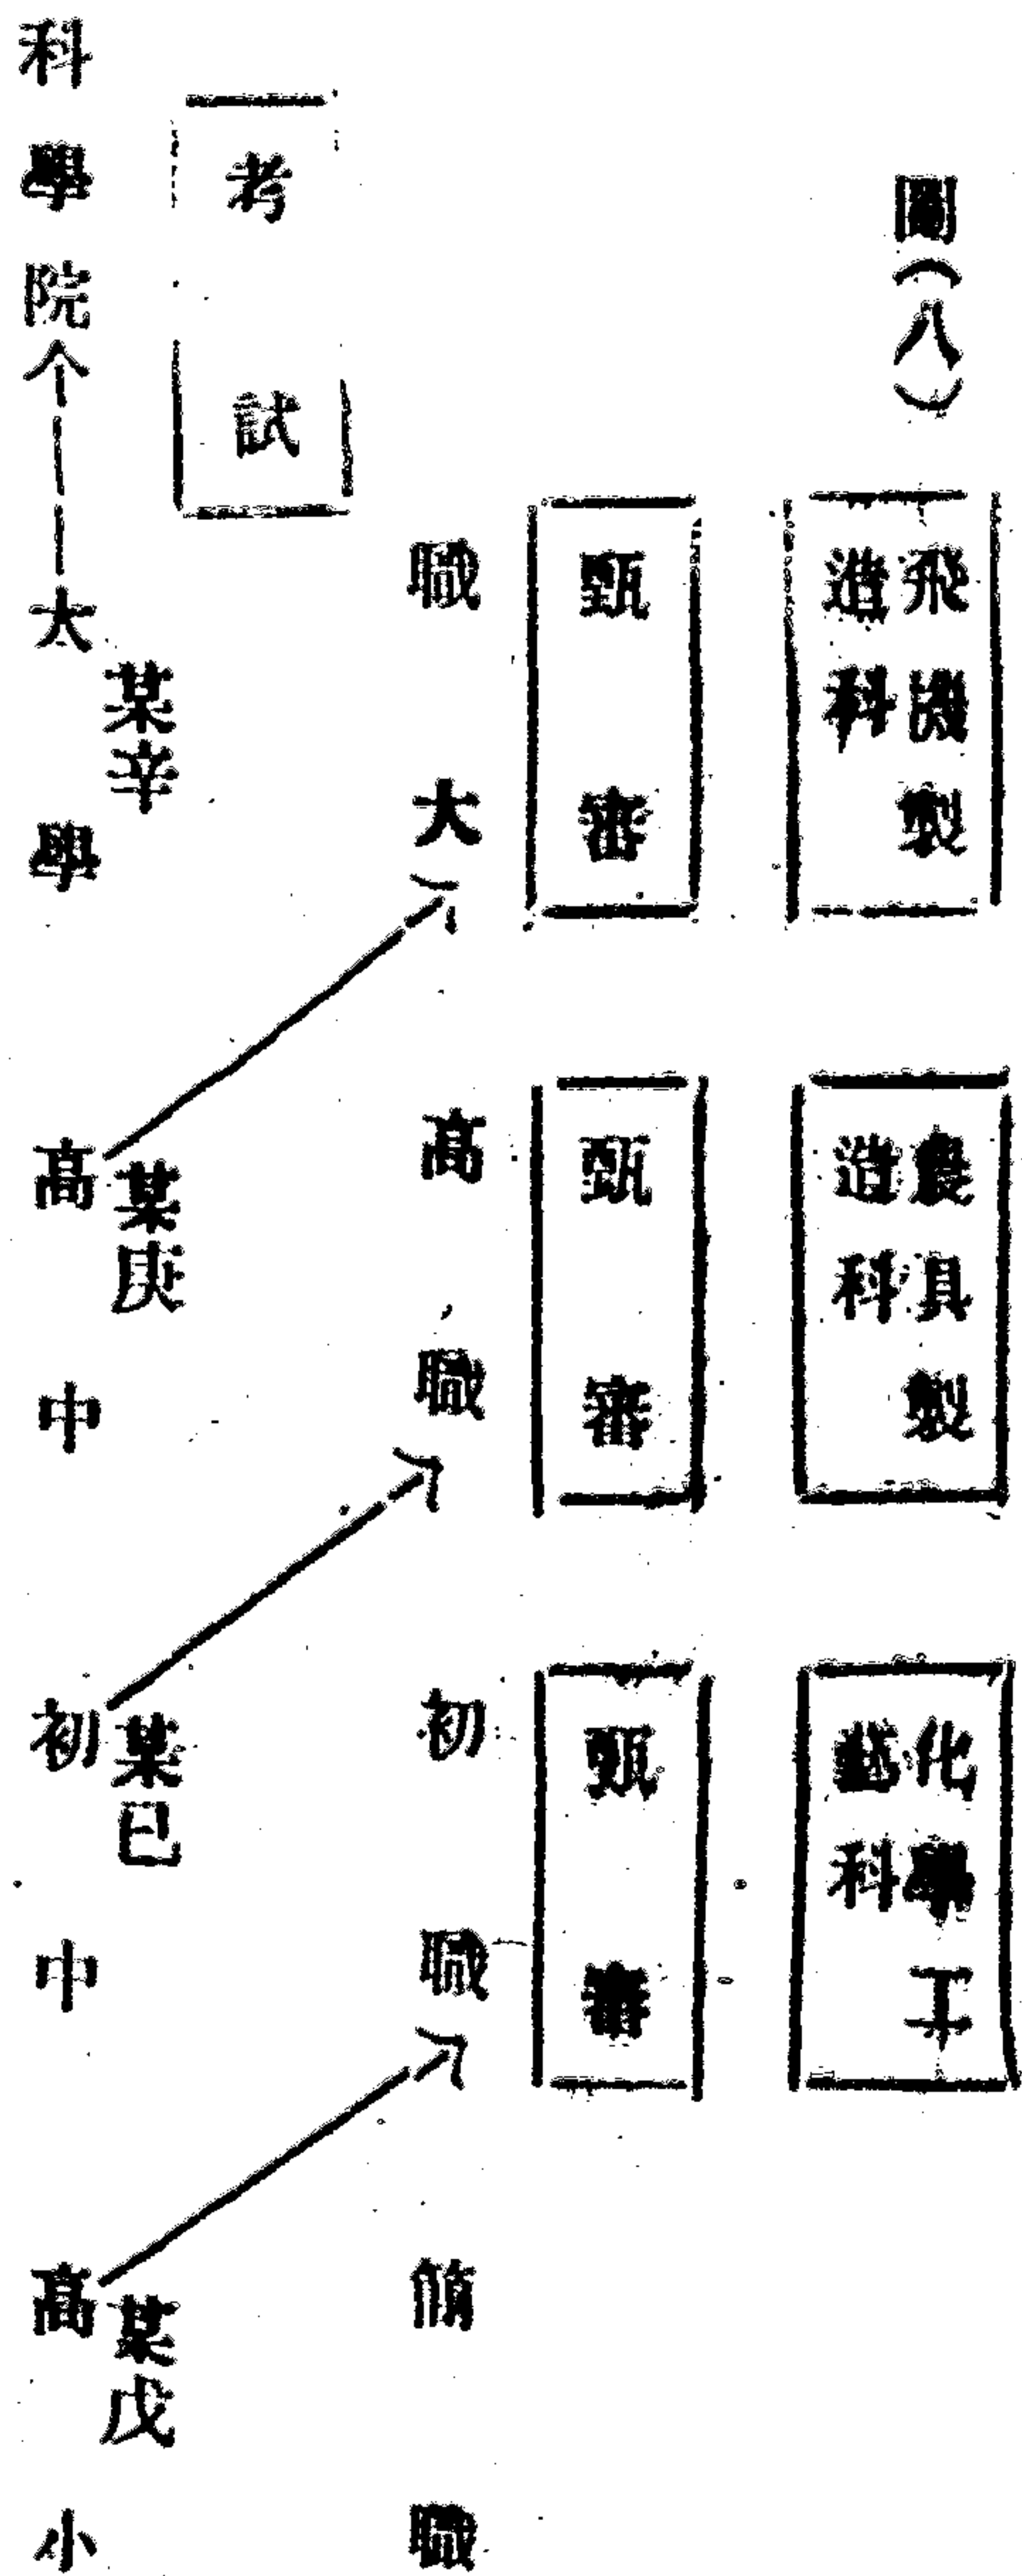 圖(八)
飛機製
造科
農具製
造科
化學工
藝科
甄審
甄審
甄審
職大
高職
初職
簡職
考試
某辛
某庚
某已
某戊
科學院
大學
高中
初中
高小